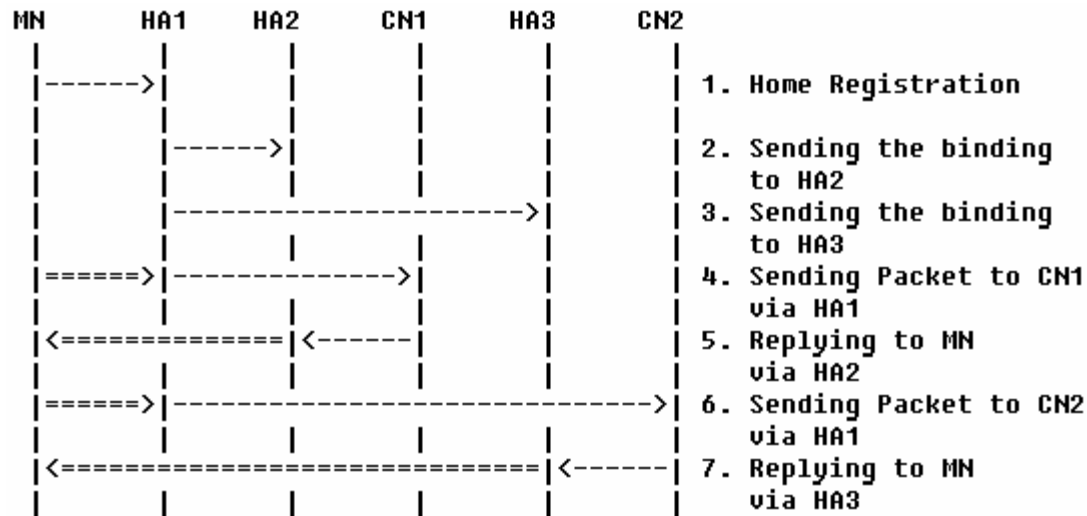 MN HA1 HA2 CN1 HA3 CN2
1. Home Registration
2. Sending the binding
to HA2
3. Sending the binding
to HA3
4. Sending Packet to CN1
via HA1
5. Replying to MN
via HA2
6. Sending Packet to CN2
via HA1
7. Replying to MN
via HA3